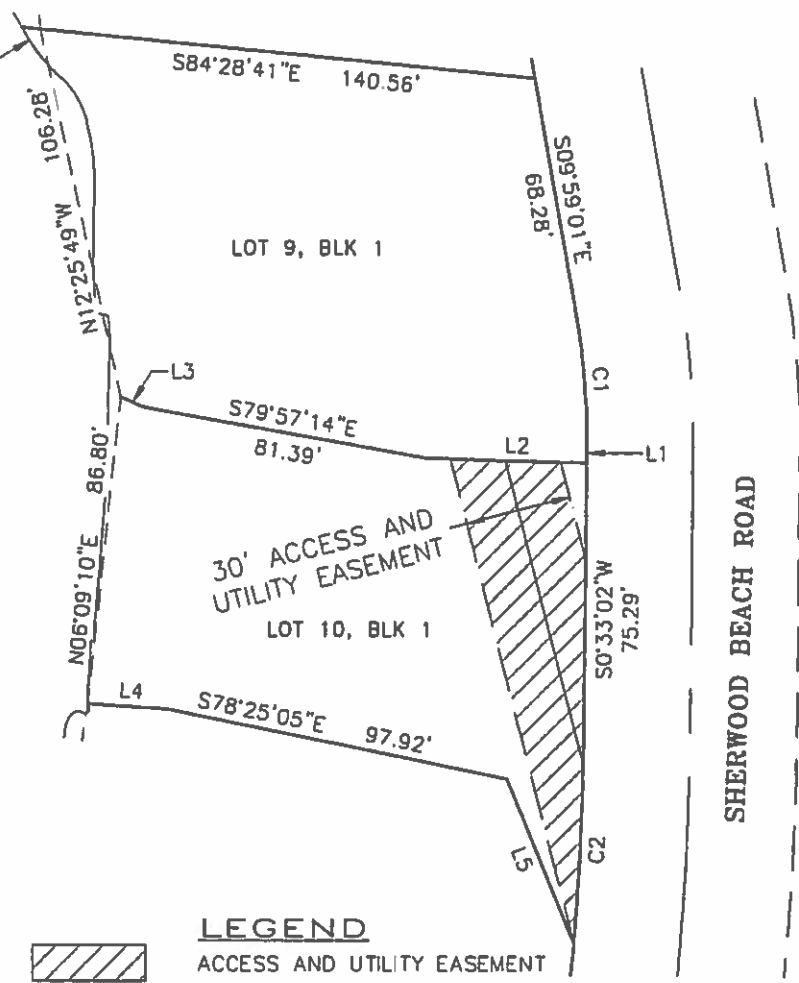 S84°28'41"E 140.56'
106.28'
N12°25'49"W
S09°59'01"E
68.28'
LOT 9, BLK 1
C1
L3
S79°57'14"E
81.39'
L2
L1
86.80'
N06°09'10"E
30' ACCESS AND
UTILITY EASEMENT
LOT 10, BLK 1
S0°33'02"W
75.29'
SHERWOOD BEACH ROAD
L4
S78°25'05"E 97.92'
L5
C2
LEGEND
ACCESS AND UTILITY EASEMENT